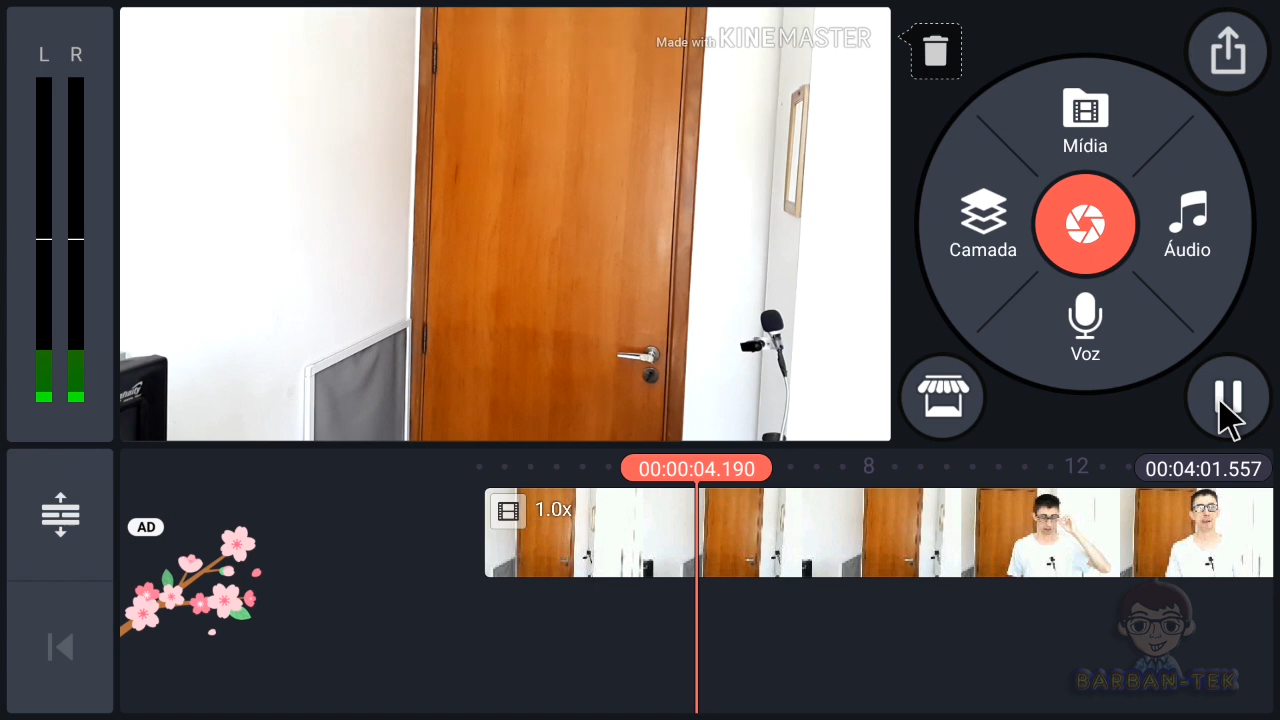 L R
Made with KINEMASTER
Mídia
Camada
Áudio
Voz
00:00:04.190
8
12
00:04:01.557
1.0x
AD
BARBAN-TEK